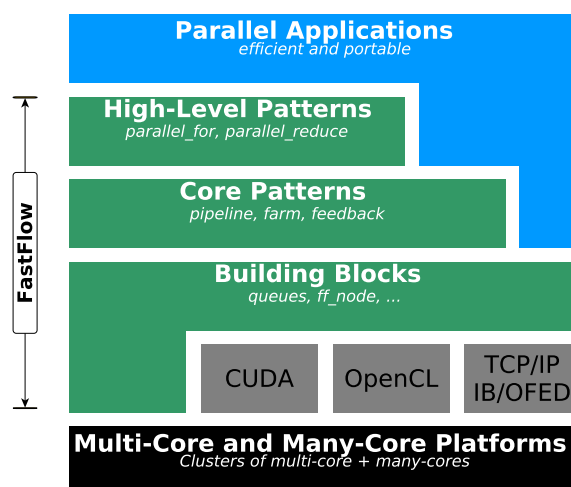 Parallel Applications
efficient and portable
High-Level Patterns
parallel_for, parallel_reduce
Core Patterns
pipeline, farm, feedback
FastFlow
Building Blocks
queues, ff_node, ...
CUDA
OpenCL
TCP/IP
IB/OFED
Multi-Core and Many-Core Platforms
Clusters of multi-core + many-cores